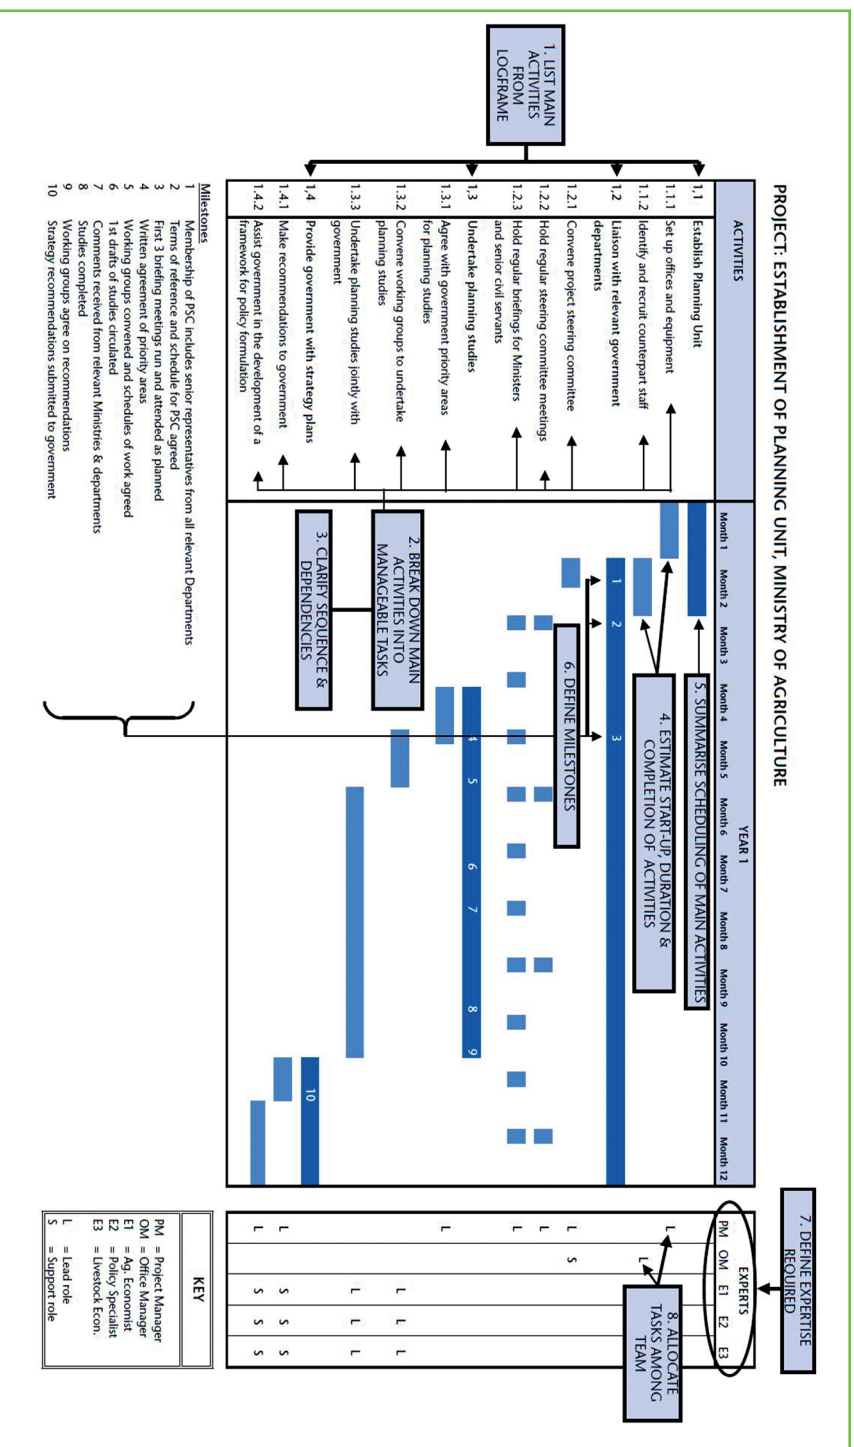 PROJECT: ESTABLISHMENT OF PLANNING UNIT, MINISTRY OF AGRICULTURE
1. LIST MAIN
ACTIVITIES
FROM
LOGFRAME
ACTIVITIES
YEAR 1
Month 1
Month 2
Month 3
Month 4
Month 5
Month 6
Month 7
Month 8
Month 9
Month 10
Month 11
Month 12
7. DEFINE EXPERTISE
REQUIRED
EXPERTS
PM OM E1 E2 E3
1,1 Establish Planning Unit
5. SUMMARISE SCHEDULING OF MAIN ACTIVITIES
1.1.1 Set up offices and equipment
L
1.1.2 Identify and recruit counterpart staff
L
4. ESTIMATE START-UP, DURATION &
COMPLETION OF ACTIVITIES
8. ALLOCATE
TASKS AMONG
TEAM
1,2 Liaison with relevant government
departments
1 2 3
1.2.1 Convene project steering committee
L S
6. DEFINE MILESTONES
1.2.2 Hold regular steering committee meetings
L
1.2.3 Hold regular briefings for Ministers
and senior civil servants
L
1,3 Undertake planning studies
4 5 6 7 8 9
1.3.1 Agree with government priority areas
for planning studies
L
1.3.2 Convene working groups to undertake
planning studies
L L L
2. BREAK DOWN MAIN
ACTIVITIES INTO
MANAGEABLE TASKS
1.3.3 Undertake planning studies jointly with
government
L L L
3. CLARIFY SEQUENCE &
DEPENDENCIES
1,4 Provide government with strategy plans
10
1.4.1 Make recommendations to government
L S S S
1.4.2 Assist government in the development of a
framework for policy formulation
L S S S
Milestones
1 Membership of PSC includes senior representatives from all relevant Departments
2 Terms of reference and schedule for PSC agreed
3 First 3 briefing meetings run and attended as planned
4 Written agreement of priority areas
5 Working groups convened and schedules of work agreed
6 1st drafts of studies circulated
7 Comments received from relevant Ministries & departments
8 Studies completed
9 Working groups agree on recommendations
10 Strategy recommendations submitted to government
KEY
PM = Project Manager
OM = Office Manager
E1 = Ag. Economist
E2 = Policy Specialist
E3 = Livestock Econ.
L = Lead role
S = Support role